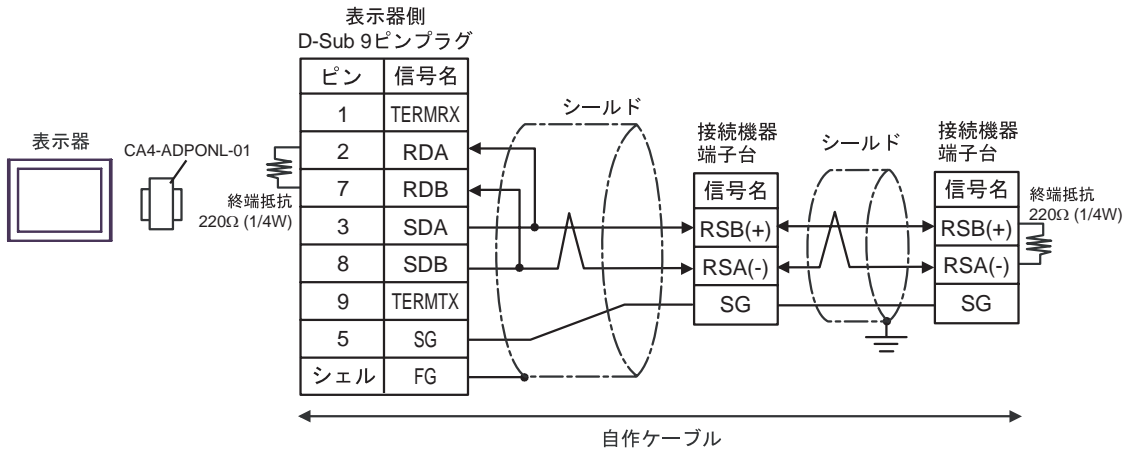 表示器側
D-Sub 9ピンプラグ
ピン 信号名
1 TERMRX
2 RDA
7 RDB
3 SDA
8 SDB
9 TERMTX
5 SG
シェル FG
表示器
CA4-ADPONL-01
終端抵抗
220Ω (1/4W)
シールド
接続機器
端子台
信号名
RSB(+)
RSA(-)
SG
シールド
接続機器
端子台
信号名
RSB(+)
RSA(-)
SG
終端抵抗
220Ω (1/4W)
自作ケーブル